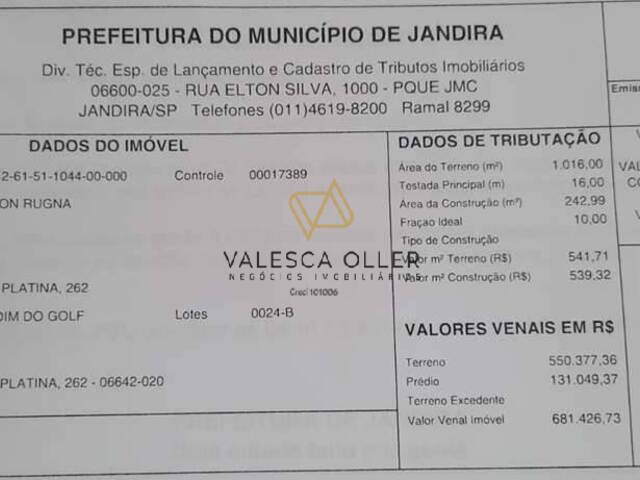 PREFEITURA DO MUNICÍPIO DE JANDIRA
Div. Téc. Esp. de Lançamento e Cadastro de Tributos Imobiliários
06600-025 - RUA ELTON SILVA, 1000 - PQUE JMC
JANDIRA/SP Telefones (011)4619-8200 Ramal 8299
DADOS DO IMÓVEL
2-61-51-1044-00-000 Controle 00017389
ON RUGNA
PLATINA, 262
DIM DO GOLF Lotes 0024-B
PLATINA, 262 - 06642-020
DADOS DE TRIBUTAÇÃO
Área do Terreno (m²) 1.016,00
Testada Principal (m) 16,00
Área da Construção (m²) 242,99
Fraçao Ideal 10,00
Tipo de Construção
Valor m² Terreno (R$) 541,71
Valor m² Construção (R$) 539,32
VALORES VENAIS EM R$
Terreno 550.377,36
Prédio 131.049,37
Terreno Excedente
Valor Venal imóvel 681.426,73
VALESCA OLLER
NEGÓCIOS IMOBILIÁRIOS
Creci 101006
Emiss
VAL
CO